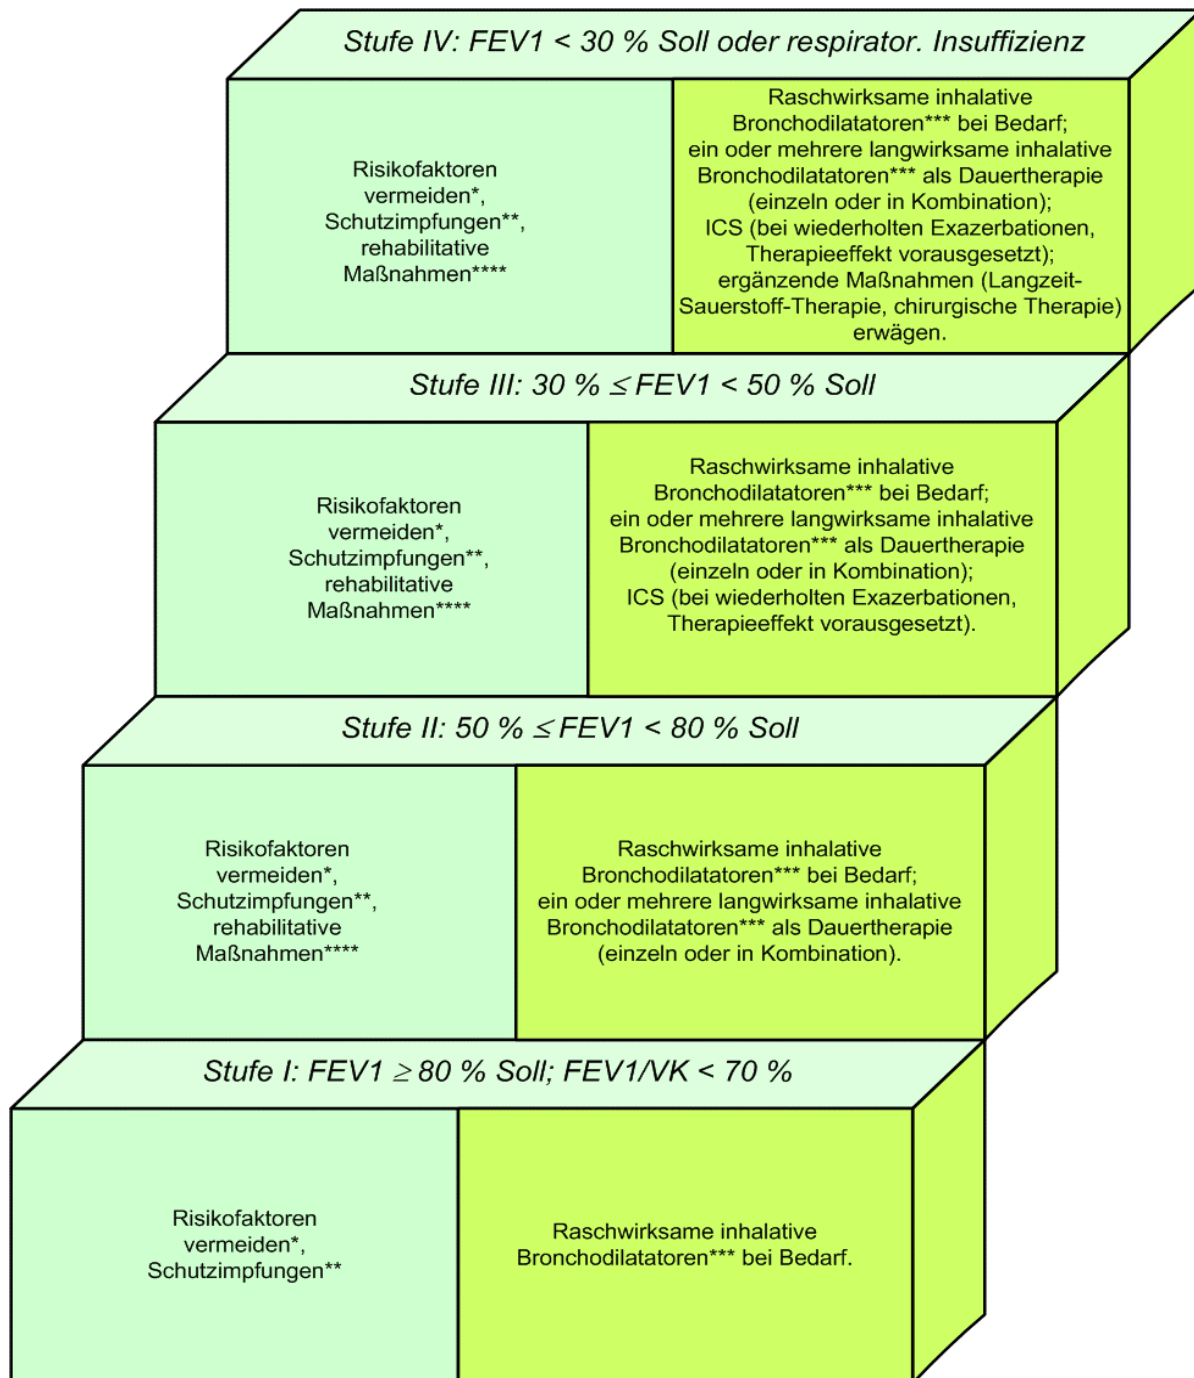 Stufe IV: FEV1 < 30 % Soll oder respirator. Insuffizienz
Risikofaktoren
vermeiden*,
Schutzimpfungen**,
rehabilitative
Maßnahmen****
Raschwirksame inhalative
Bronchodilatatoren*** bei Bedarf;
ein oder mehrere langwirksame inhalative
Bronchodilatatoren*** als Dauertherapie
(einzeln oder in Kombination);
ICS (bei wiederholten Exazerbationen,
Therapieeffekt vorausgesetzt);
ergänzende Maßnahmen (Langzeit-
Sauerstoff-Therapie, chirurgische Therapie)
erwägen.
Stufe III: 30 % ≤ FEV1 < 50 % Soll
Risikofaktoren
vermeiden*,
Schutzimpfungen**,
rehabilitative
Maßnahmen****
Raschwirksame inhalative
Bronchodilatatoren*** bei Bedarf;
ein oder mehrere langwirksame inhalative
Bronchodilatatoren*** als Dauertherapie
(einzeln oder in Kombination);
ICS (bei wiederholten Exazerbationen,
Therapieeffekt vorausgesetzt).
Stufe II: 50 % ≤ FEV1 < 80 % Soll
Risikofaktoren
vermeiden*,
Schutzimpfungen**,
rehabilitative
Maßnahmen****
Raschwirksame inhalative
Bronchodilatatoren*** bei Bedarf;
ein oder mehrere langwirksame inhalative
Bronchodilatatoren*** als Dauertherapie
(einzeln oder in Kombination).
Stufe I: FEV1 ≥ 80 % Soll; FEV1/VK < 70 %
Risikofaktoren
vermeiden*,
Schutzimpfungen**
Raschwirksame inhalative
Bronchodilatatoren*** bei Bedarf.